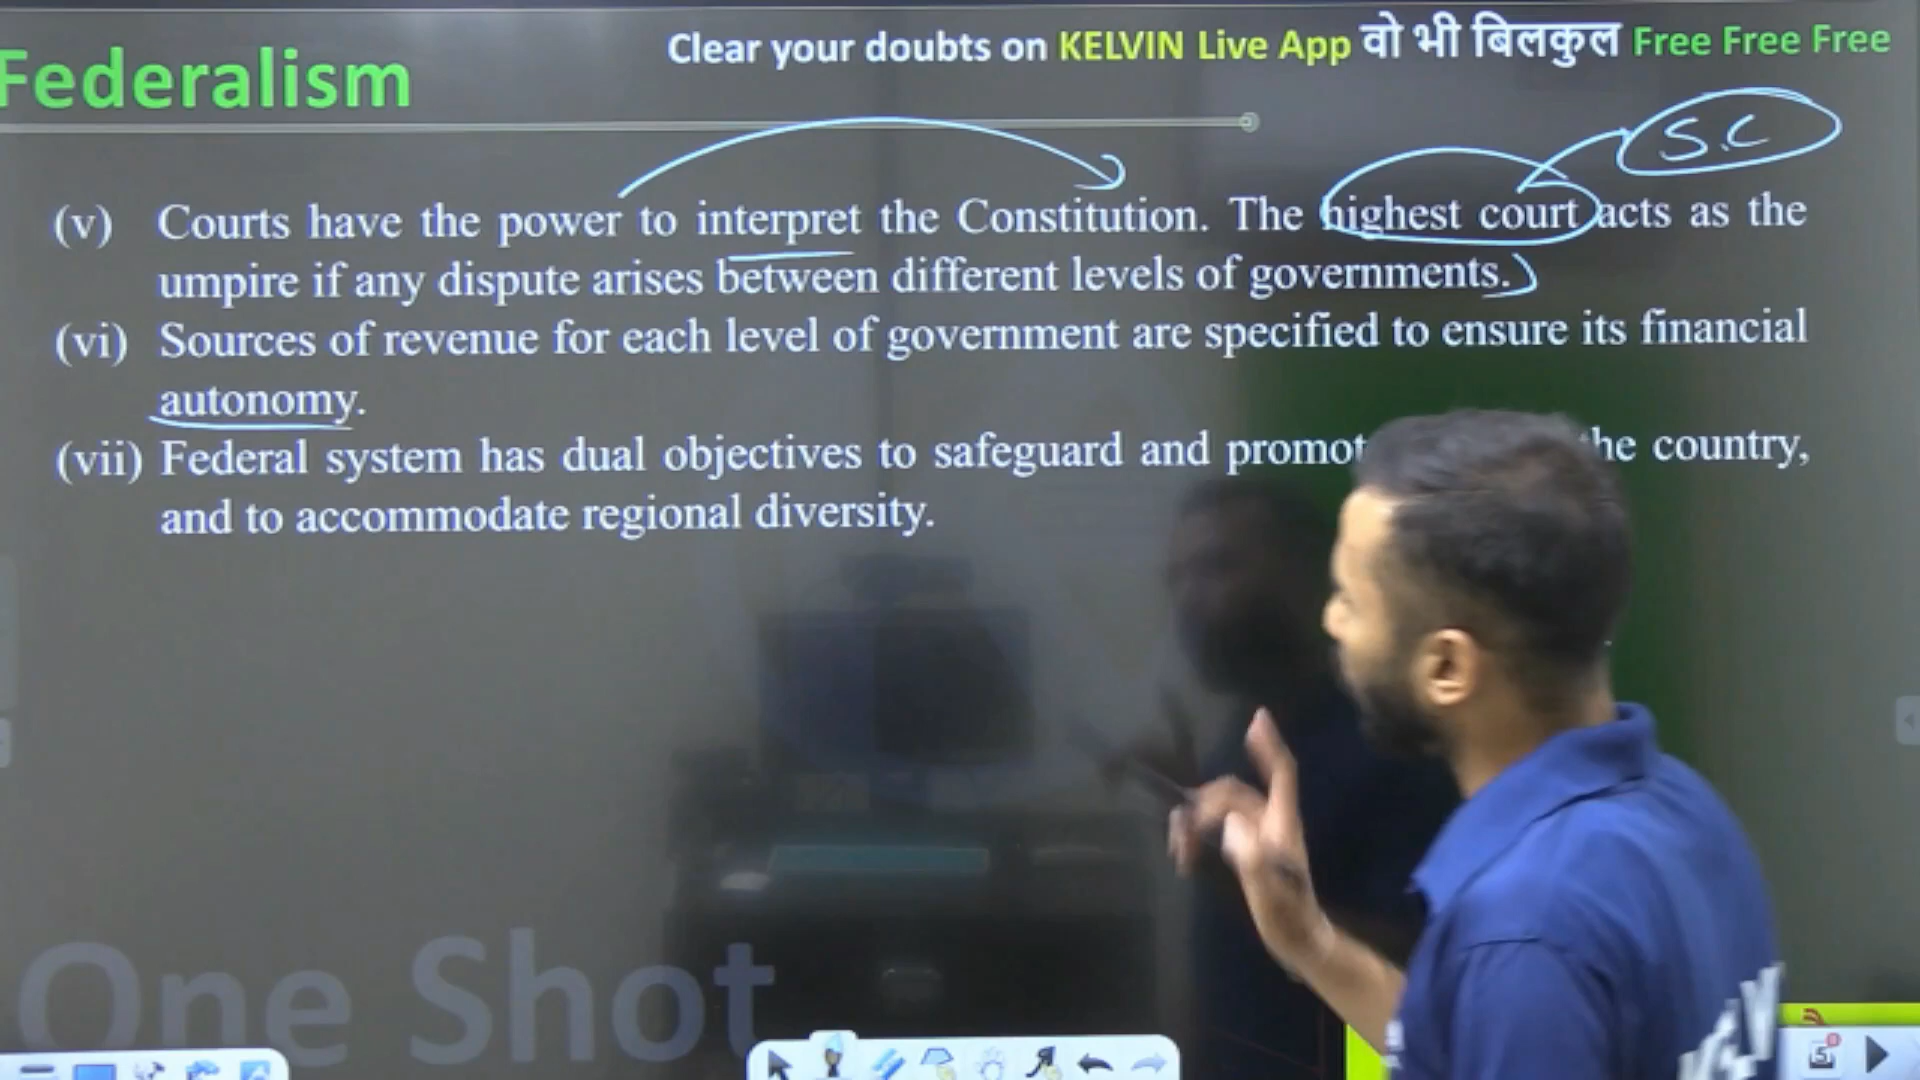 Federalism
Clear your doubts on KELVIN Live App वो भी बिलकुल Free Free Free
S.C
(v) Courts have the power to interpret the Constitution. The highest court acts as the
umpire if any dispute arises between different levels of governments.
(vi) Sources of revenue for each level of government are specified to ensure its financial
autonomy.
(vii) Federal system has dual objectives to safeguard and the country,
and to accommodate regional diversity.
One Shot